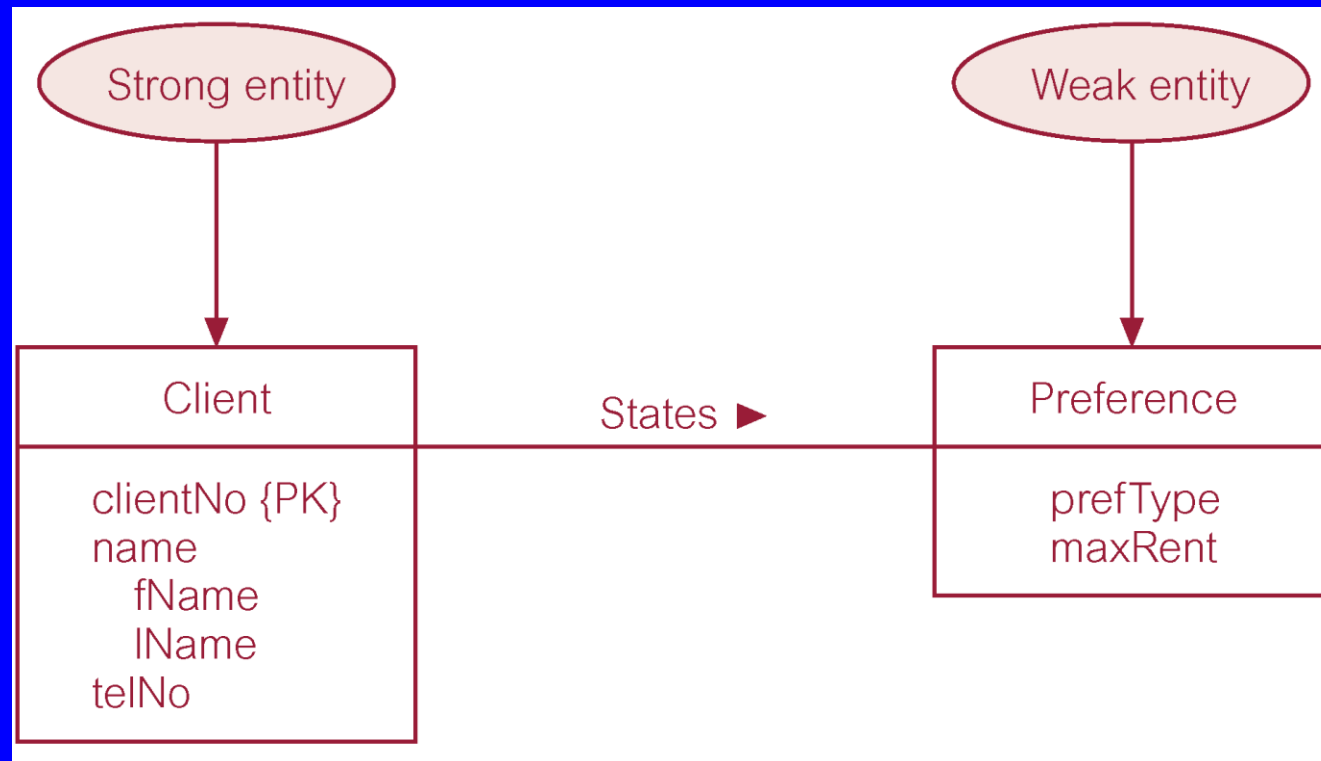 Strong entity
Weak entity
Client
States ►
Preference
clientNo {PK}
name
fName
lName
telNo
prefType
maxRent